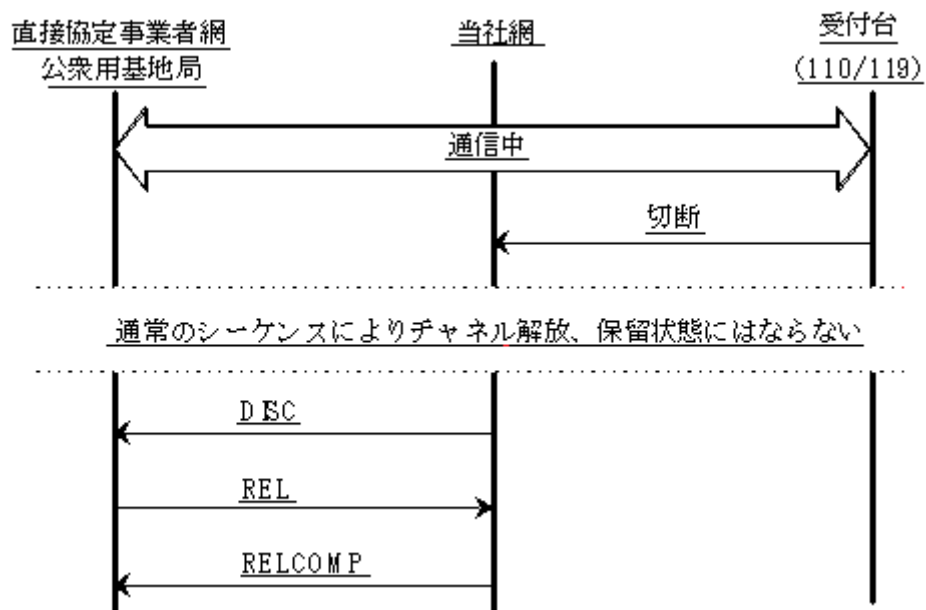 直接協定事業者網
公衆用基地局
当社網
受付台
(110/119)
通信中
切断
通常のシーケンスによりチャネル解放、保留状態にはならない
DISC
REL
RELCOMP